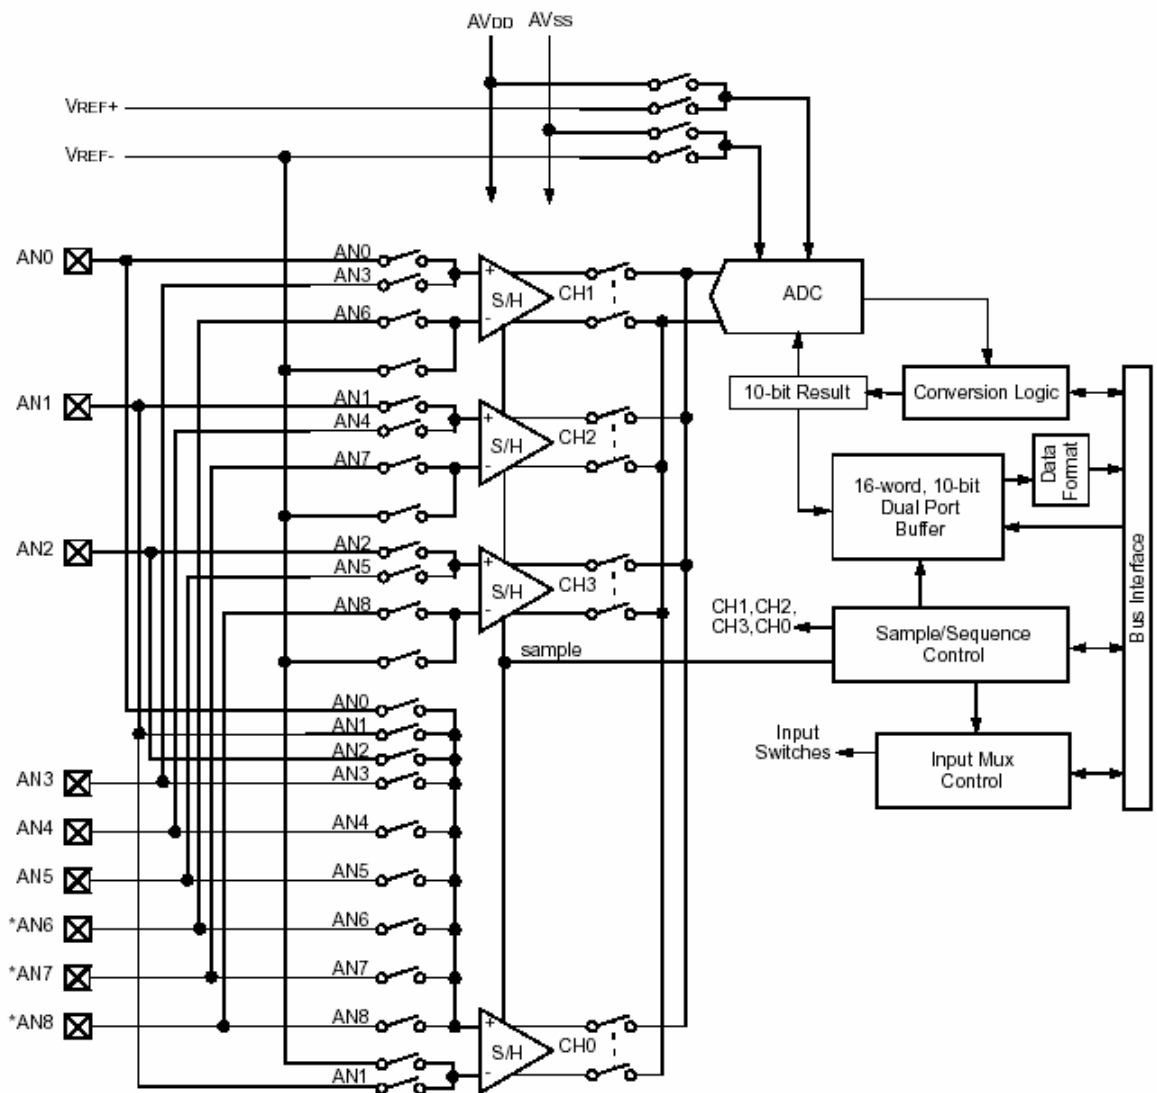 AVDD AVSS
VREF+
VREF-
AN0
AN0
AN3
AN6
+
S/H
-
CH1
ADC
10-bit Result
Conversion Logic
AN1
AN1
AN4
AN7
+
S/H
-
CH2
16-word, 10-bit
Dual Port
Buffer
Data
Format
Bus Interface
AN2
AN2
AN5
AN8
+
S/H
-
CH3
CH1,CH2,
CH3,CH0
Sample/Sequence
Control
sample
Input
Switches
Input Mux
Control
AN0
AN1
AN2
AN3
AN3
AN4
AN4
AN5
AN5
*AN6
AN6
*AN7
AN7
*AN8
AN8
AN1
+
S/H
-
CH0